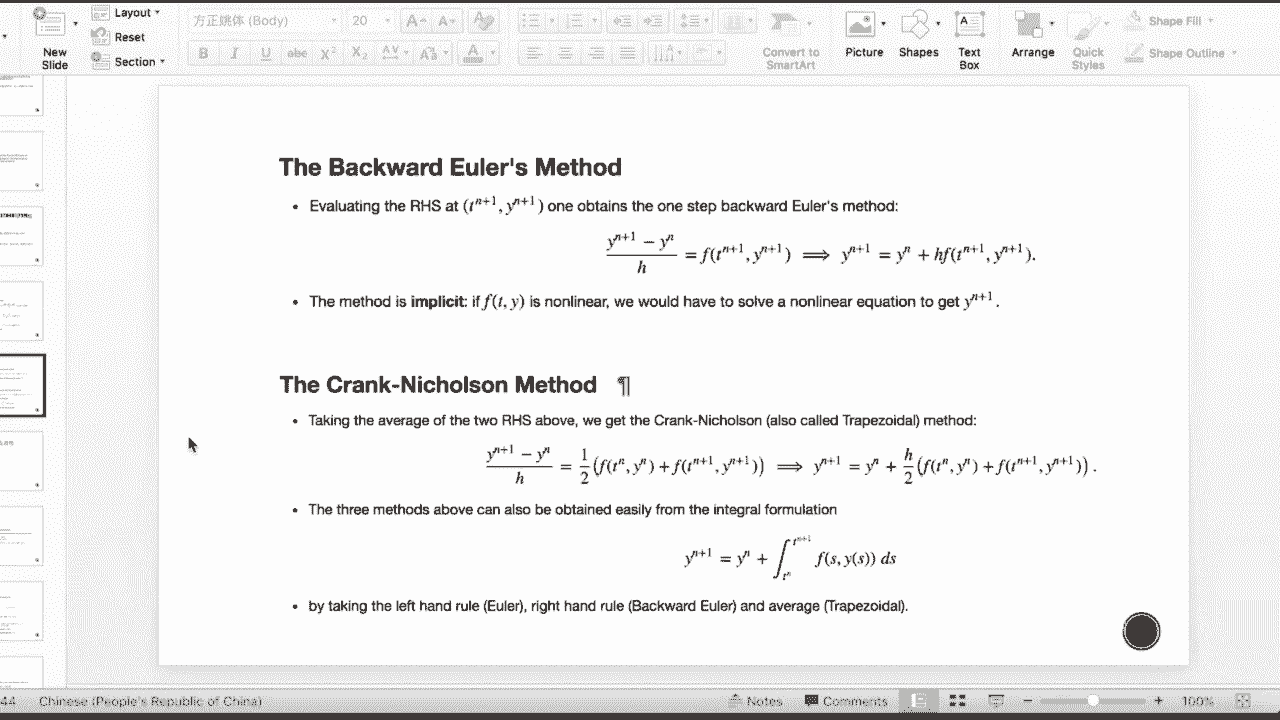 Layout
方正姚体 (Body) 20
Reset
New Slide
Section
B I abc X² X₂ AV A
Convert to SmartArt
Picture
Shapes
Text Box
Arrange
Quick Styles
Shape Fill
Shape Outline
The Backward Euler's Method
• Evaluating the RHS at (t^{n+1}, y^{n+1}) one obtains the one step backward Euler's method:
\frac{y^{n+1} − y^n}{h} = f(t^{n+1}, y^{n+1}) ⟹ y^{n+1} = y^n + hf(t^{n+1}, y^{n+1}).
• The method is implicit: if f(t, y) is nonlinear, we would have to solve a nonlinear equation to get y^{n+1}.
The Crank-Nicholson Method ¶
• Taking the average of the two RHS above, we get the Crank-Nicholson (also called Trapezoidal) method:
\frac{y^{n+1} − y^n}{h} = \frac{1}{2}(f(t^n, y^n) + f(t^{n+1}, y^{n+1})) ⟹ y^{n+1} = y^n + \frac{h}{2}(f(t^n, y^n) + f(t^{n+1}, y^{n+1})).
• The three methods above can also be obtained easily from the integral formulation
y^{n+1} = y^n + ∫_{t^n}^{t^{n+1}} f(s, y(s)) ds
• by taking the left hand rule (Euler), right hand rule (Backward Euler) and average (Trapezoidal).
44 Chinese (People's Republic of China)
Notes
Comments
100%